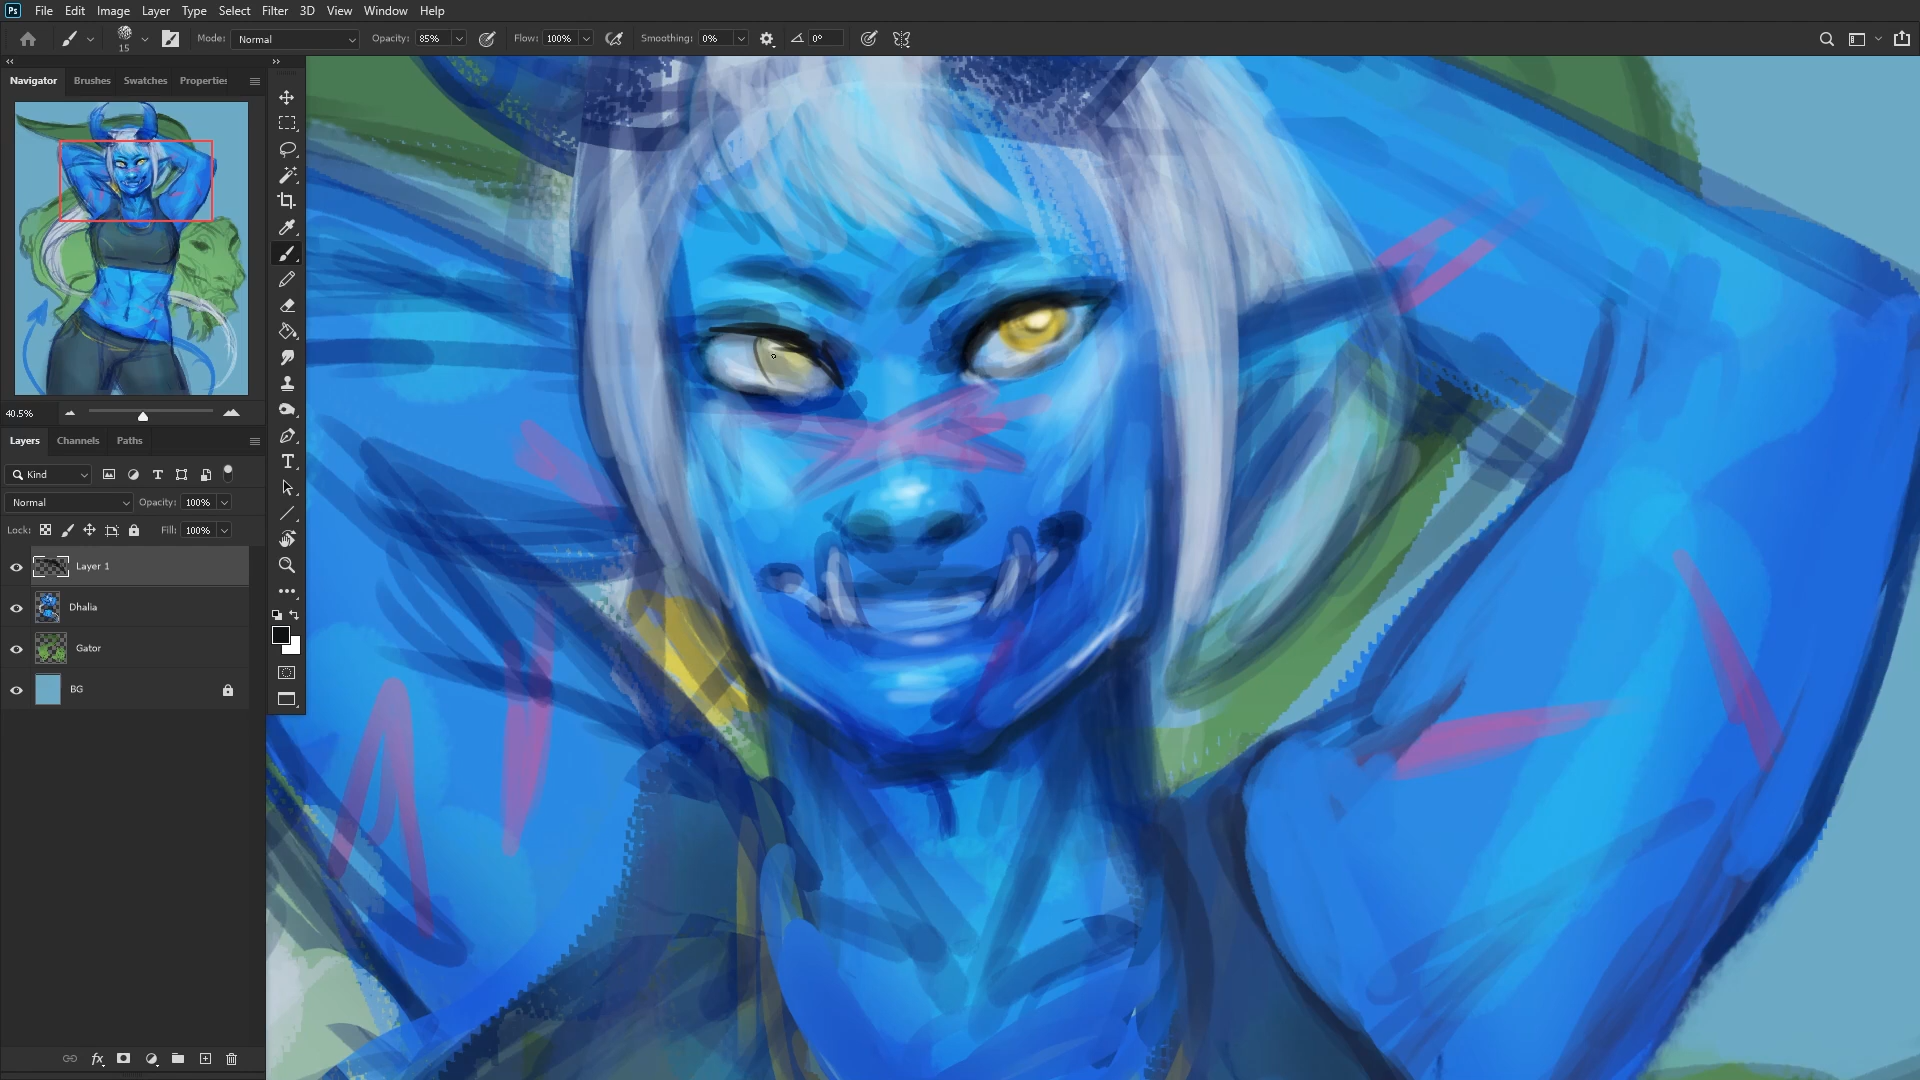 Ps File Edit Image Layer Type Select Filter 3D View Window Help
15 Mode: Normal Opacity: 85% Flow: 100% Smoothing: 0% 0°
Navigator Brushes Swatches Properties
40.5%
Layers Channels Paths
Kind
Normal Opacity: 100%
Lock: Fill: 100%
Layer 1
Dhalia
Gator
BG
fx